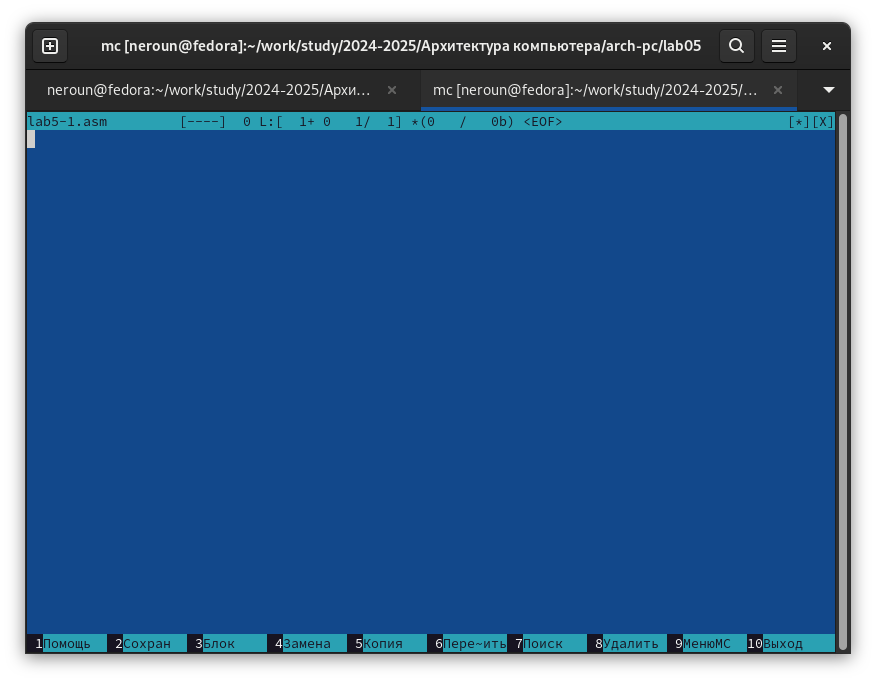 mc [neroun@fedora]:~/work/study/2024-2025/Архитектура компьютера/arch-pc/lab05
neroun@fedora:~/work/study/2024-2025/Архи... mc [neroun@fedora]:~/work/study/2024-2025/...
lab5-1.asm [----] 0 L:[ 1+ 0 1/ 1] *(0 / 0b) <EOF> [*][X]
1Помощь 2Сохран 3Блок 4Замена 5Копия 6Пере~ить 7Поиск 8Удалить 9МенюMC 10Выход